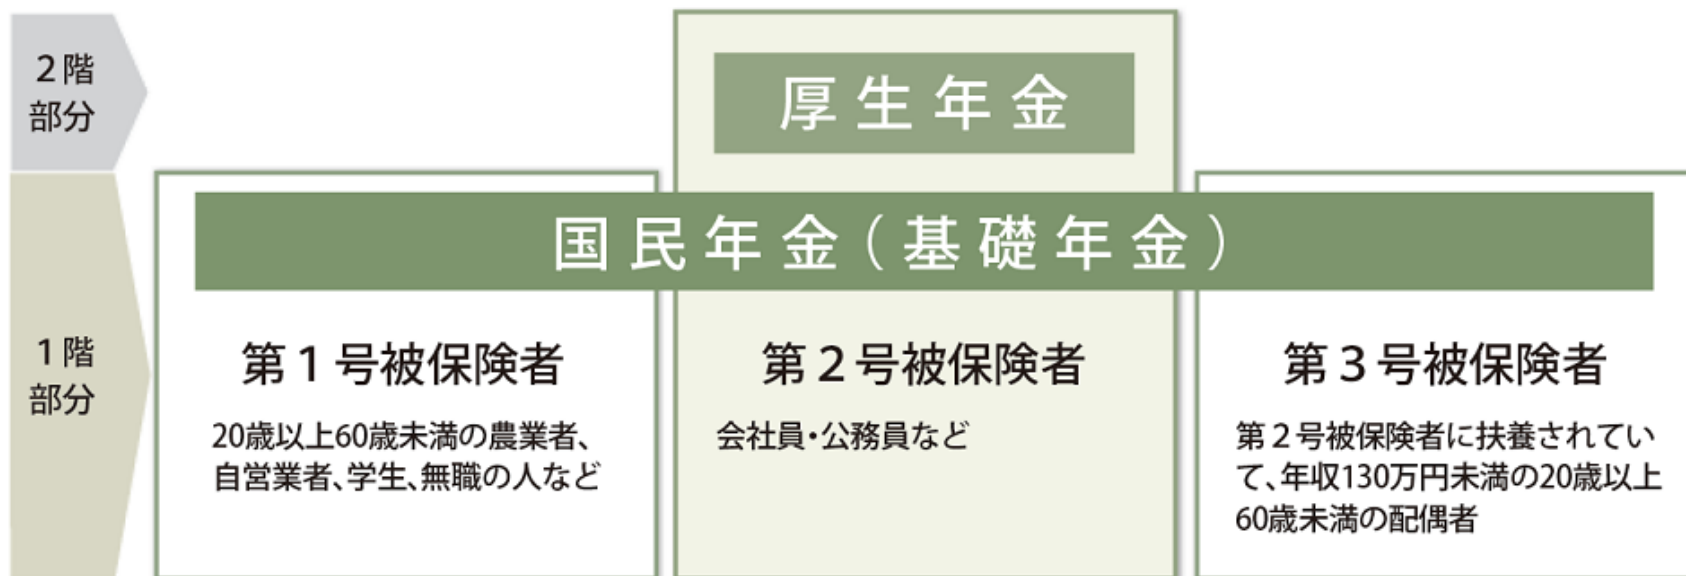 2階
部分
厚生年金
国民年金（基礎年金）
1階
部分
第1号被保険者
20歳以上60歳未満の農業者、
自営業者、学生、無職の人など
第2号被保険者
会社員・公務員など
第3号被保険者
第2号被保険者に扶養されてい
て、年収130万円未満の20歳以上
60歳未満の配偶者